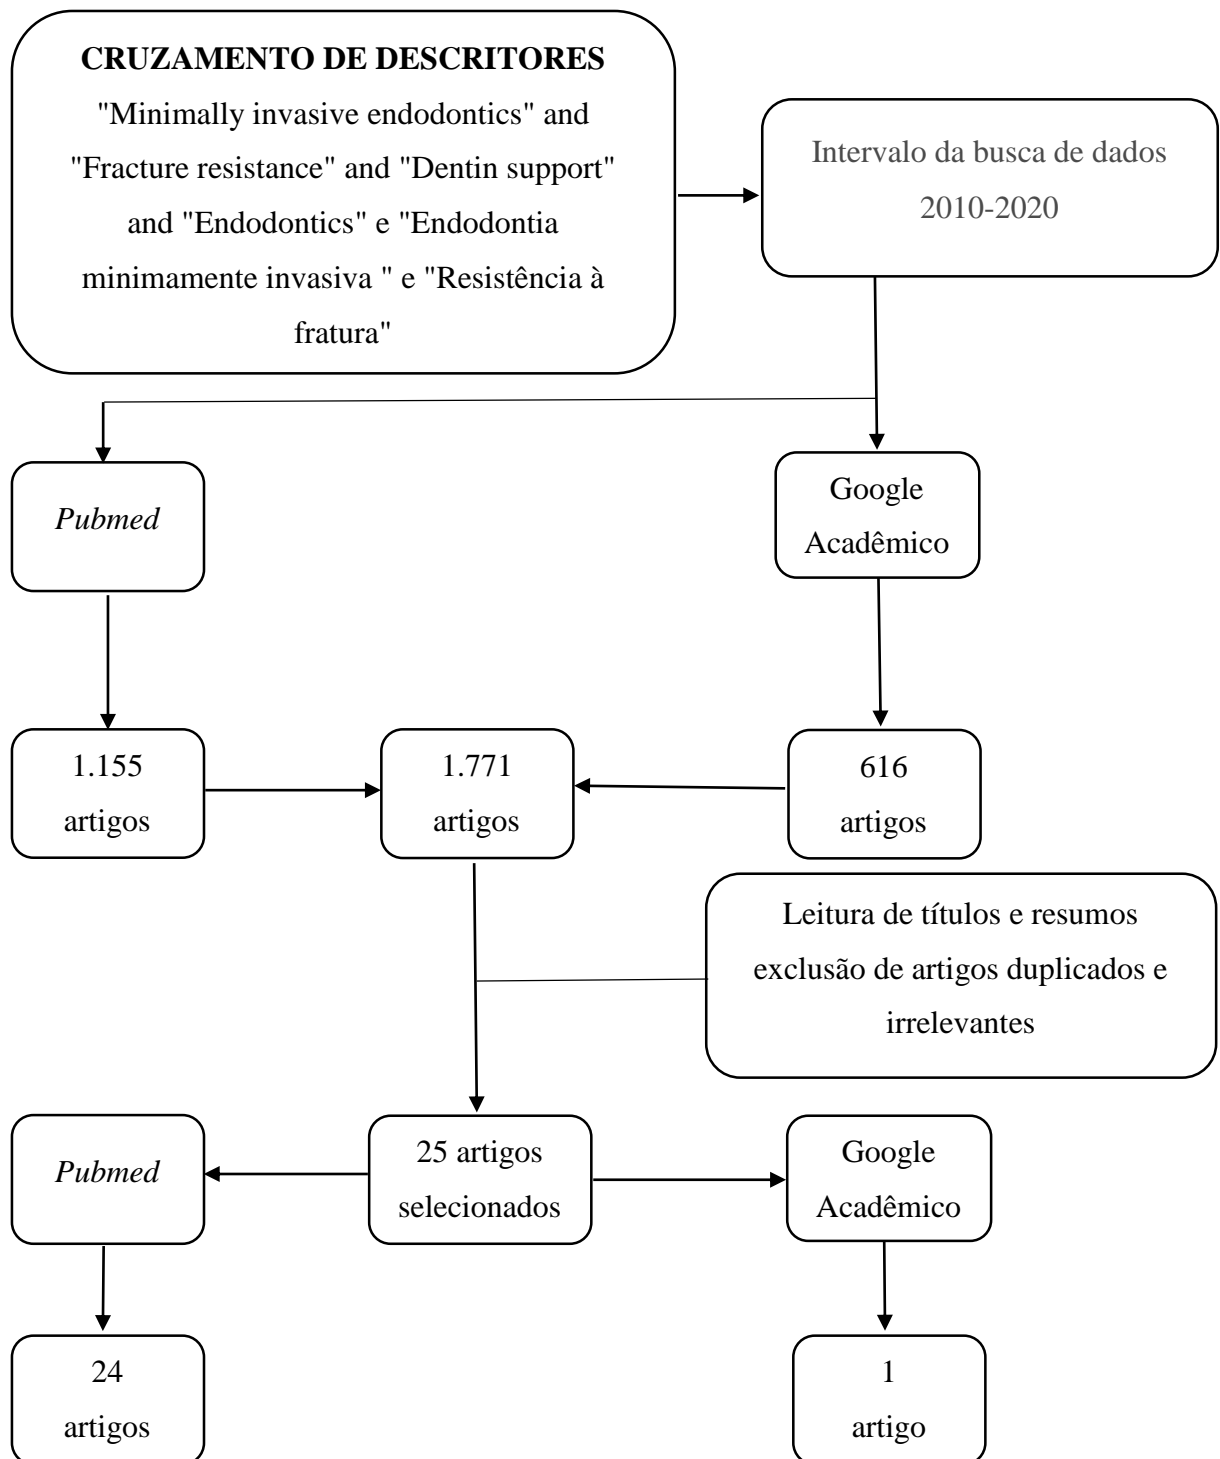 CRUZAMENTO DE DESCRITORES
"Minimally invasive endodontics" and
"Fracture resistance" and "Dentin support"
and "Endodontics" e "Endodontia
minimamente invasiva " e "Resistência à
fratura"
Intervalo da busca de dados
2010-2020
Pubmed
Google
Acadêmico
1.155
artigos
1.771
artigos
616
artigos
Leitura de títulos e resumos
exclusão de artigos duplicados e
irrelevantes
Pubmed
25 artigos
selecionados
Google
Acadêmico
24
artigos
1
artigo